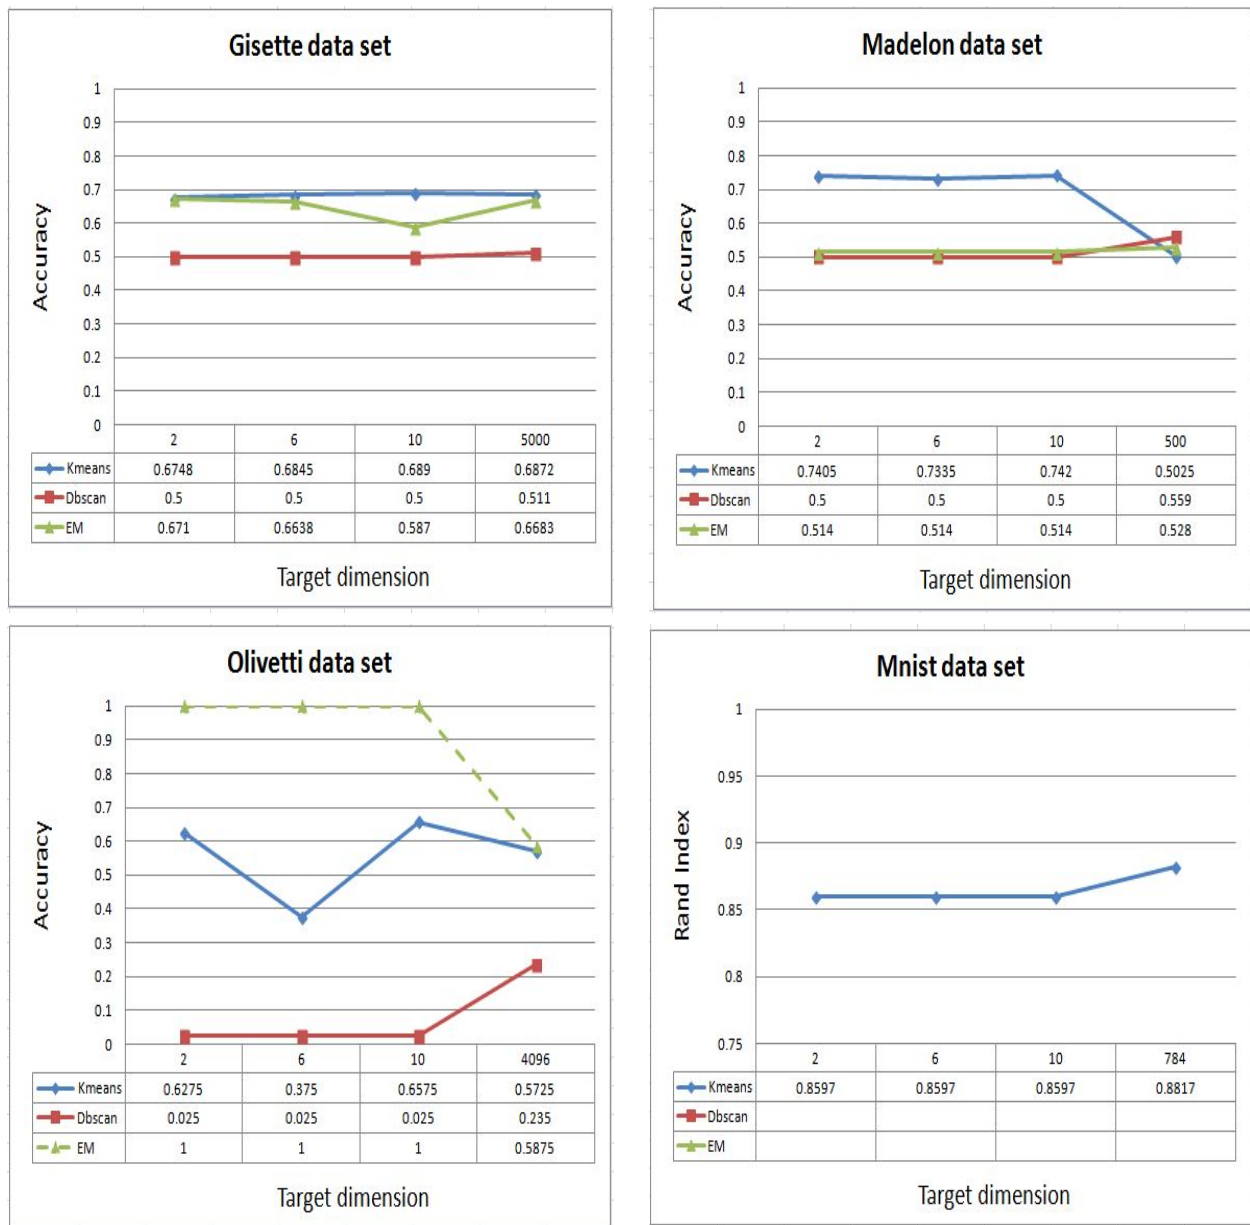 Gisette data set
1
0.9
0.8
0.7
0.6
0.5
0.4
0.3
0.2
0.1
0
Accuracy
2 6 10 5000
Kmeans 0.6748 0.6845 0.689 0.6872
Dbscan 0.5 0.5 0.5 0.511
EM 0.671 0.6638 0.587 0.6683
Target dimension
Madelon data set
1
0.9
0.8
0.7
0.6
0.5
0.4
0.3
0.2
0.1
0
Accuracy
2 6 10 500
Kmeans 0.7405 0.7335 0.742 0.5025
Dbscan 0.5 0.5 0.5 0.559
EM 0.514 0.514 0.514 0.528
Target dimension
Olivetti data set
1
0.9
0.8
0.7
0.6
0.5
0.4
0.3
0.2
0.1
0
Accuracy
2 6 10 4096
Kmeans 0.6275 0.375 0.6575 0.5725
Dbscan 0.025 0.025 0.025 0.235
EM 1 1 1 0.5875
Target dimension
Mnist data set
1
0.95
0.9
0.85
0.8
0.75
Rand Index
2 6 10 784
Kmeans 0.8597 0.8597 0.8597 0.8817
Dbscan
EM
Target dimension